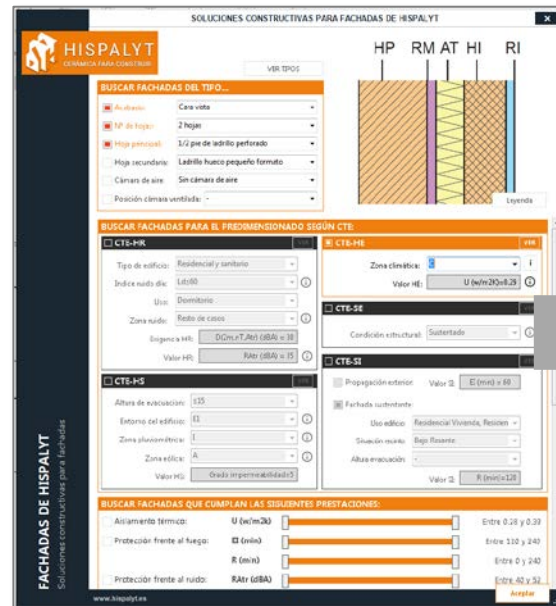 SOLUCIONES CONSTRUCTIVAS PARA FACHADAS DE HISPALYT
HISPALYT
CERÁMICA PARA CONSTRUIR
VER TIPOS
HP RM AT HI RI
Leyenda
BUSCAR FACHADAS DEL TIPO...
Acabado: Cara vista
Nº de hojas: 2 hojas
Hoja principal: 1/2 pie de ladrillo perforado
Hoja secundaria: Ladrillo hueco pequeño formato
Cámara de aire: Sin cámara de aire
Posición cámara ventilada: -
BUSCAR FACHADAS PARA EL PREDIMENSIONADO SEGÚN CTE:
CTE-HR VER
Tipo de edificio: Residencial y sanitario
Indice ruido día: Ld≤60
Uso: Dormitorio
Zona ruido: Resto de casos
Exigencia HR: D(2m,nT,Atr) (dBA) = 30
Valor HR: RAtr (dBA) = 35
CTE-HS VER
Altura de evacuación: ≤15
Entorno del edificio: E1
Zona pluviométrica: I
Zona eólica: A
Valor HS: Grado impermeabilidad=5
CTE-HE VER
Zona climática: C
Valor HE: U (w/m2K)=0.29
CTE-SE VER
Condición estructural: Sustentado
CTE-SI VER
Propagación exterior Valor SI: EI (min) = 60
Fachada sustentante
Uso edificio: Residencial Vivienda, Residen
Situación recinto: Bajo Rasante
Altura evacuación: -
Valor SI: R (min)=120
BUSCAR FACHADAS QUE CUMPLAN LAS SIGUIENTES PRESTACIONES:
Aislamiento térmico: U (w/m2k) Entre 0.28 y 0.30
Protección frente al fuego: EI (min) Entre 110 y 240
R (min) Entre 0 y 240
Protección frente al ruido: RAtr (dBA) Entre 40 y 52
Aceptar
www.hispalyt.es
FACHADAS DE HISPALYT
Soluciones constructivas para fachadas